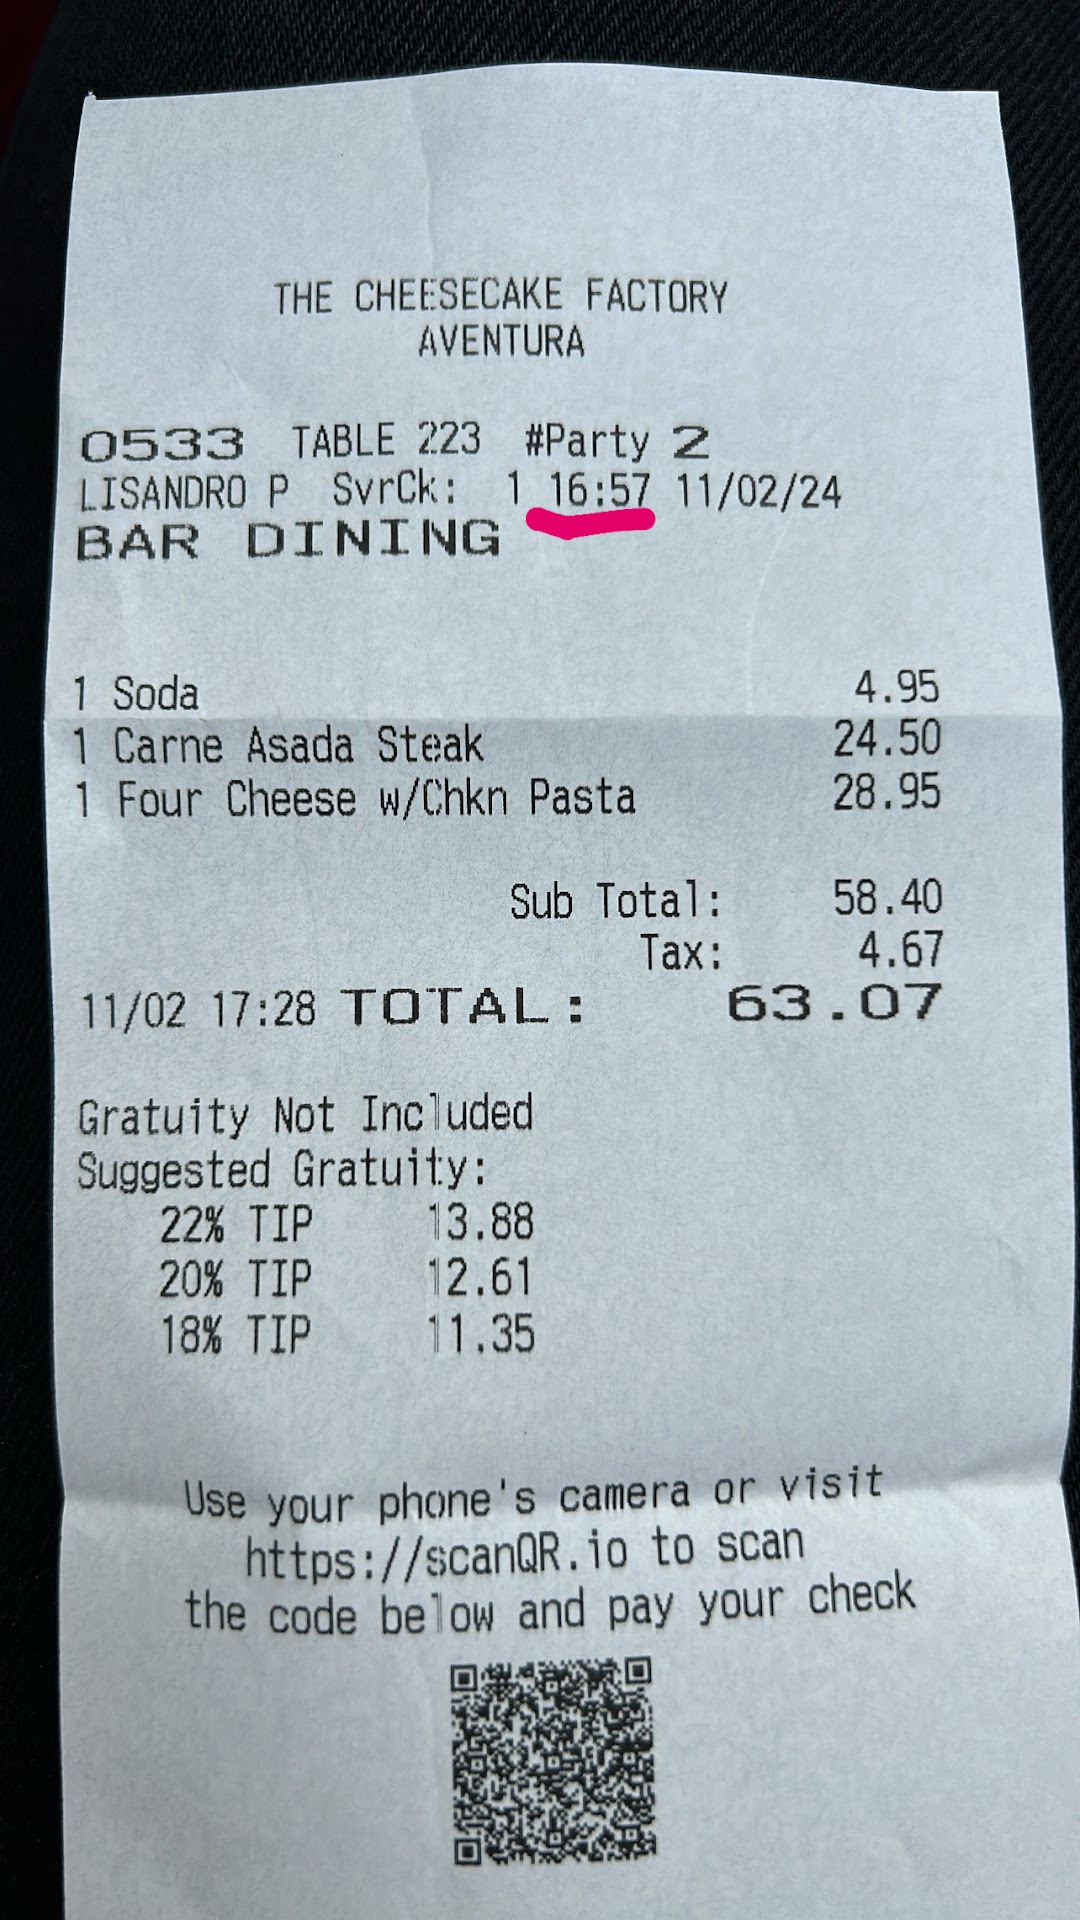 THE CHEESECAKE FACTORY
AVENTURA
0533 TABLE 223 #Party 2
LISANDRO P SvrCk: 1 16:57 11/02/24
BAR DINING
1 Soda 4.95
1 Carne Asada Steak 24.50
1 Four Cheese w/Chkn Pasta 28.95
Sub Total: 58.40
Tax: 4.67
11/02 17:28 TOTAL: 63.07
Gratuity Not Included
Suggested Gratuity:
22% TIP 13.88
20% TIP 12.61
18% TIP 11.35
Use your phone's camera or visit
https://scanQR.io to scan
the code below and pay your check